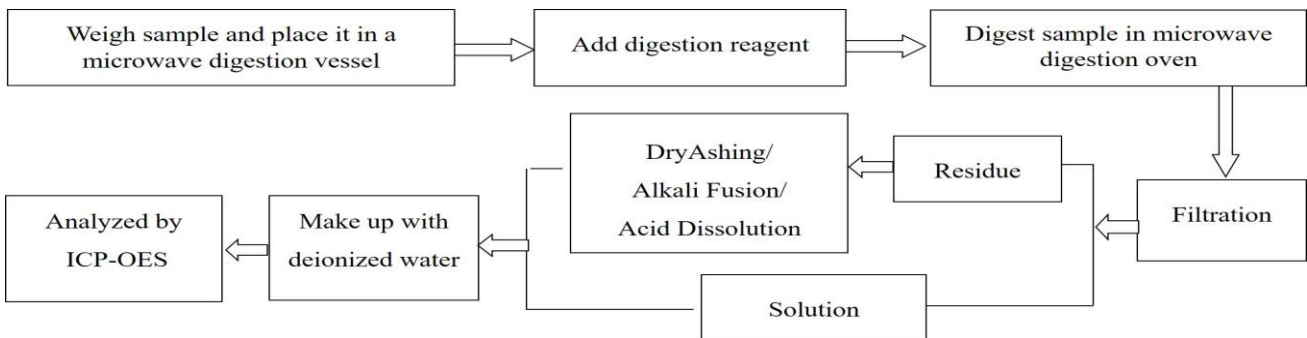 Weigh sample and place it in a
microwave digestion vessel
Add digestion reagent
Digest sample in microwave
digestion oven
Filtration
Residue
DryAshing/
Alkali Fusion/
Acid Dissolution
Solution
Make up with
deionized water
Analyzed by
ICP-OES